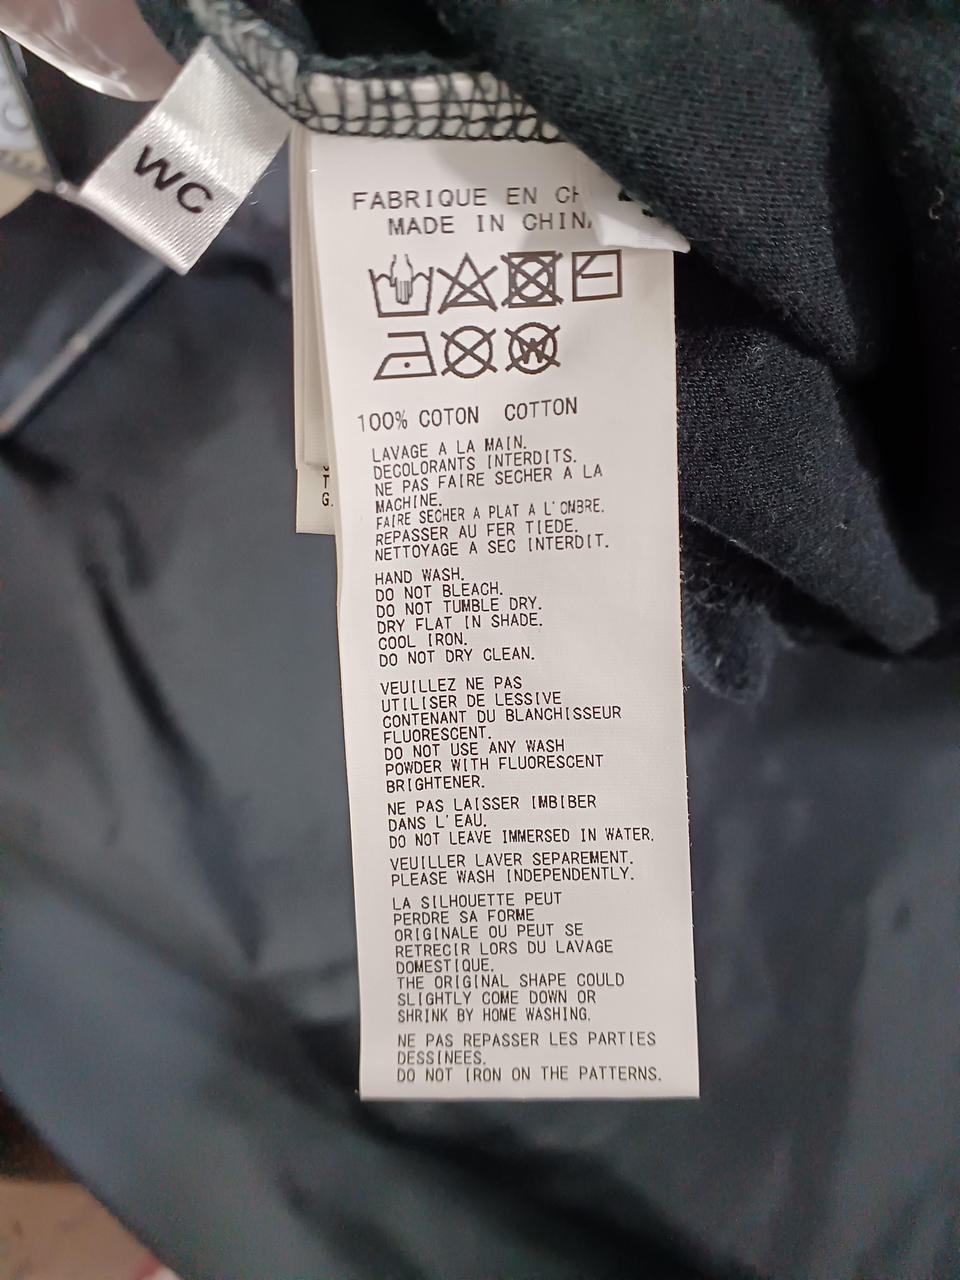 WC
FABRIQUE EN
MADE IN
100% COTON COTTON
LAVAGE A LA MAIN.
DECOLORANTS INTERDITS.
NE PAS FAIRE SECHER A LA
MACHINE.
FAIRE SECHER A PLAT A L'OMBRE.
REPASSER AU FER TIEDE.
NETTOYAGE A SEC INTERDIT.
HAND WASH.
DO NOT BLEACH.
DO NOT TUMBLE DRY.
DRY FLAT IN SHADE.
COOL IRON.
DO NOT DRY CLEAN.
VEUILLEZ NE PAS
UTILISER DE LESSIVE
CONTENANT DU BLANCHISSEUR
FLUORESCENT.
DO NOT USE ANY WASH
POWDER WITH FLUORESCENT
BRIGHTENER.
NE PAS LAISSER IMBIBER
DANS L'EAU.
DO NOT LEAVE IMMERSED IN WATER.
VEUILLER LAVER SEPAREMENT.
PLEASE WASH INDEPENDENTLY.
LA SILHOUETTE PEUT
PERDRE SA FORME
ORIGINALE OU PEUT SE
RETRECIR LORS DU LAVAGE
DOMESTIQUE.
THE ORIGINAL SHAPE COULD
SLIGHTLY COME DOWN OR
SHRINK BY HOME WASHING.
NE PAS REPASSER LES PARTIES
DESSINEES.
DO NOT IRON ON THE PATTERNS.